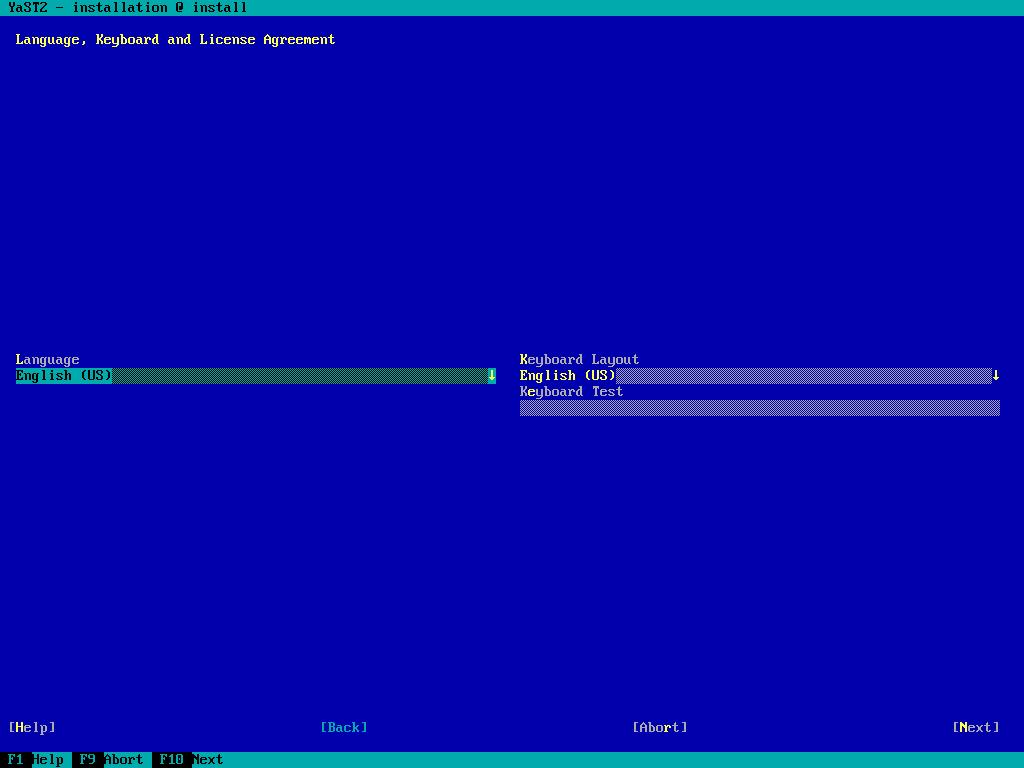 YaST2 - installation @ install
Language, Keyboard and License Agreement
Language
English (US)↓
Keyboard Layout
English (US)↓
Keyboard Test
[Help] [Back] [Abort] [Next]
F1 Help F9 Abort F10 Next